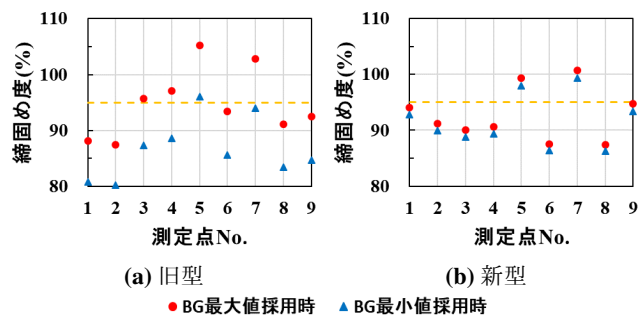 締固め度(%)
110
100
90
80
1 2 3 4 5 6 7 8 9
測定点No.
(a) 旧型
締固め度(%)
110
100
90
80
1 2 3 4 5 6 7 8 9
測定点No.
(b) 新型
BG最大値採用時 BG最小値採用時